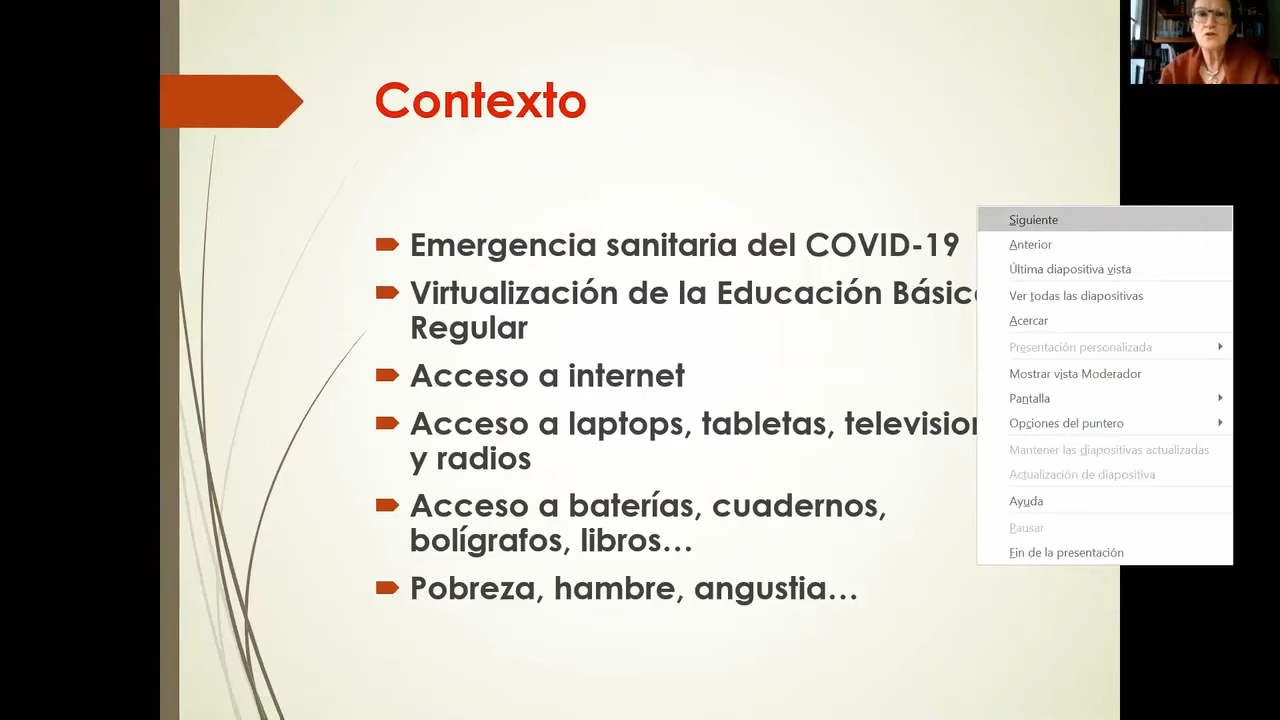 Contexto
Emergencia sanitaria del COVID-19
Virtualización de la Educación
Regular
Acceso a internet
Acceso a laptops, tabletas,
y radios
Acceso a baterías, cuadernos,
bolígrafos, libros...
Pobreza, hambre, angustia...
Siguiente
Anterior
Última diapositiva vista
Ver todas las diapositivas
Acercar
Presentación personalizada
Mostrar vista Moderador
Pantalla
Opciones del puntero
Mantener las diapositivas actualizadas
Actualización de diapositiva
Ayuda
Pausar
Fin de la presentación